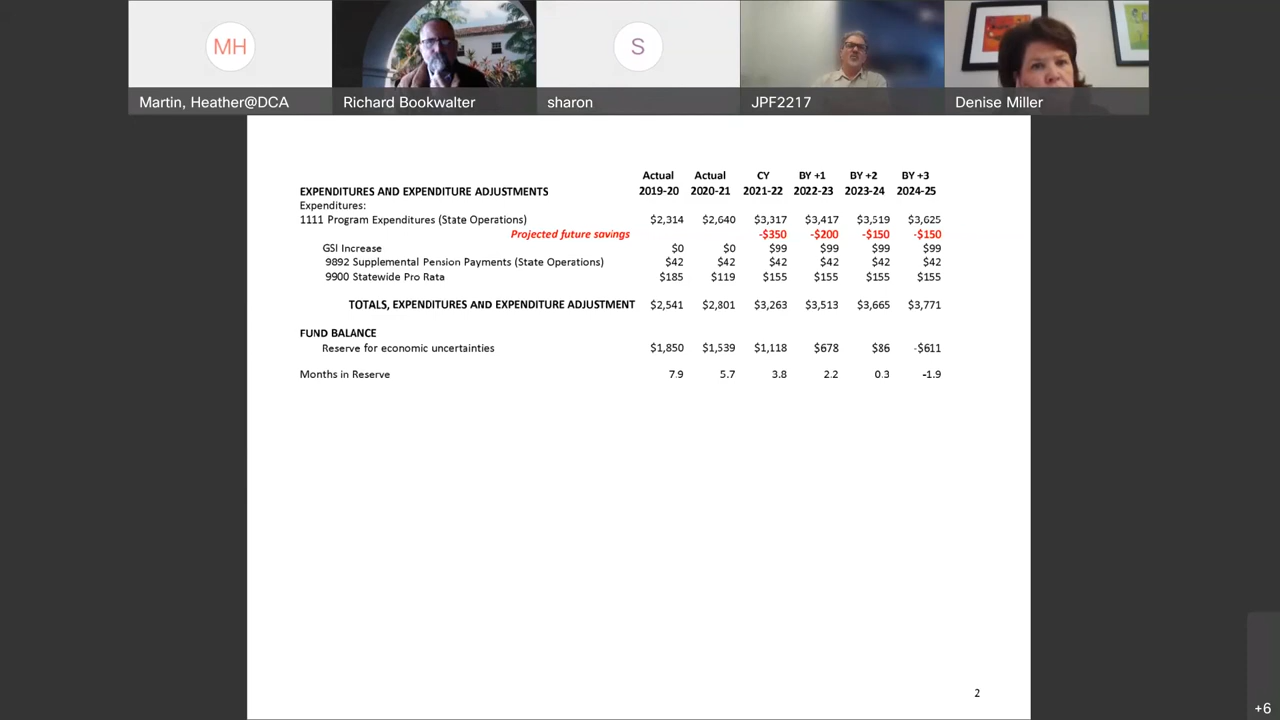 MH
S
Martin, Heather@DCA
Richard Bookwalter
sharon
JPF2217
Denise Miller
Actual Actual CY BY +1 BY +2 BY +3
EXPENDITURES AND EXPENDITURE ADJUSTMENTS 2019-20 2020-21 2021-22 2022-23 2023-24 2024-25
Expenditures:
1111 Program Expenditures (State Operations) $2,314 $2,640 $3,317 $3,417 $3,519 $3,625
Projected future savings -$350 -$200 -$150 -$150
GSI Increase $0 $0 $99 $99 $99 $99
9892 Supplemental Pension Payments (State Operations) $42 $42 $42 $42 $42 $42
9900 Statewide Pro Rata $185 $119 $155 $155 $155 $155
TOTALS, EXPENDITURES AND EXPENDITURE ADJUSTMENT $2,541 $2,801 $3,263 $3,513 $3,665 $3,771
FUND BALANCE
Reserve for economic uncertainties $1,850 $1,539 $1,118 $678 $86 -$611
Months in Reserve 7.9 5.7 3.8 2.2 0.3 -1.9
2
+6